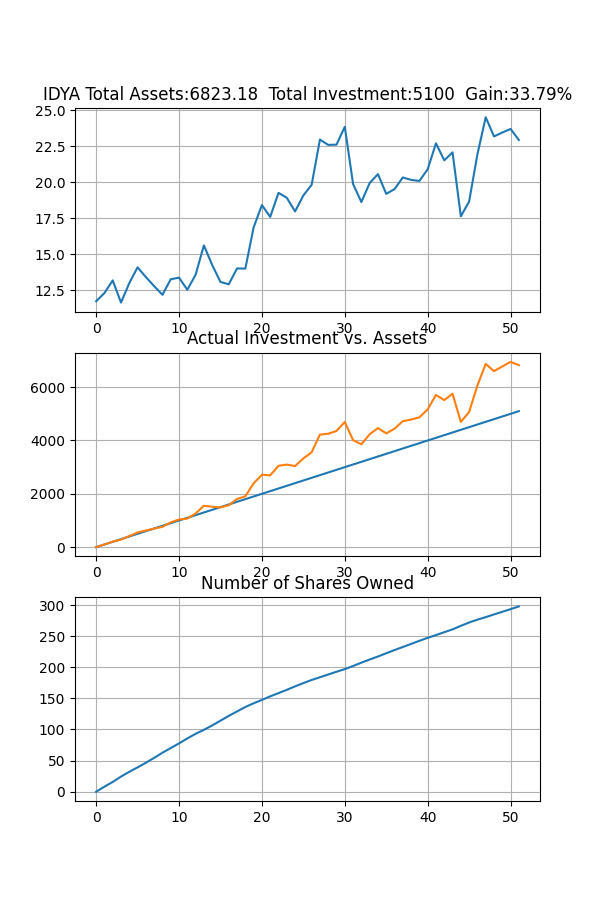 IDYA Total Assets:6823.18  Total Investment:5100  Gain:33.79%
25.0
22.5
20.0
17.5
15.0
12.5
0 10 20 30 40 50
Actual Investment vs. Assets
6000
4000
2000
0
0 10 20 30 40 50
Number of Shares Owned
300
250
200
150
100
50
0
0 10 20 30 40 50